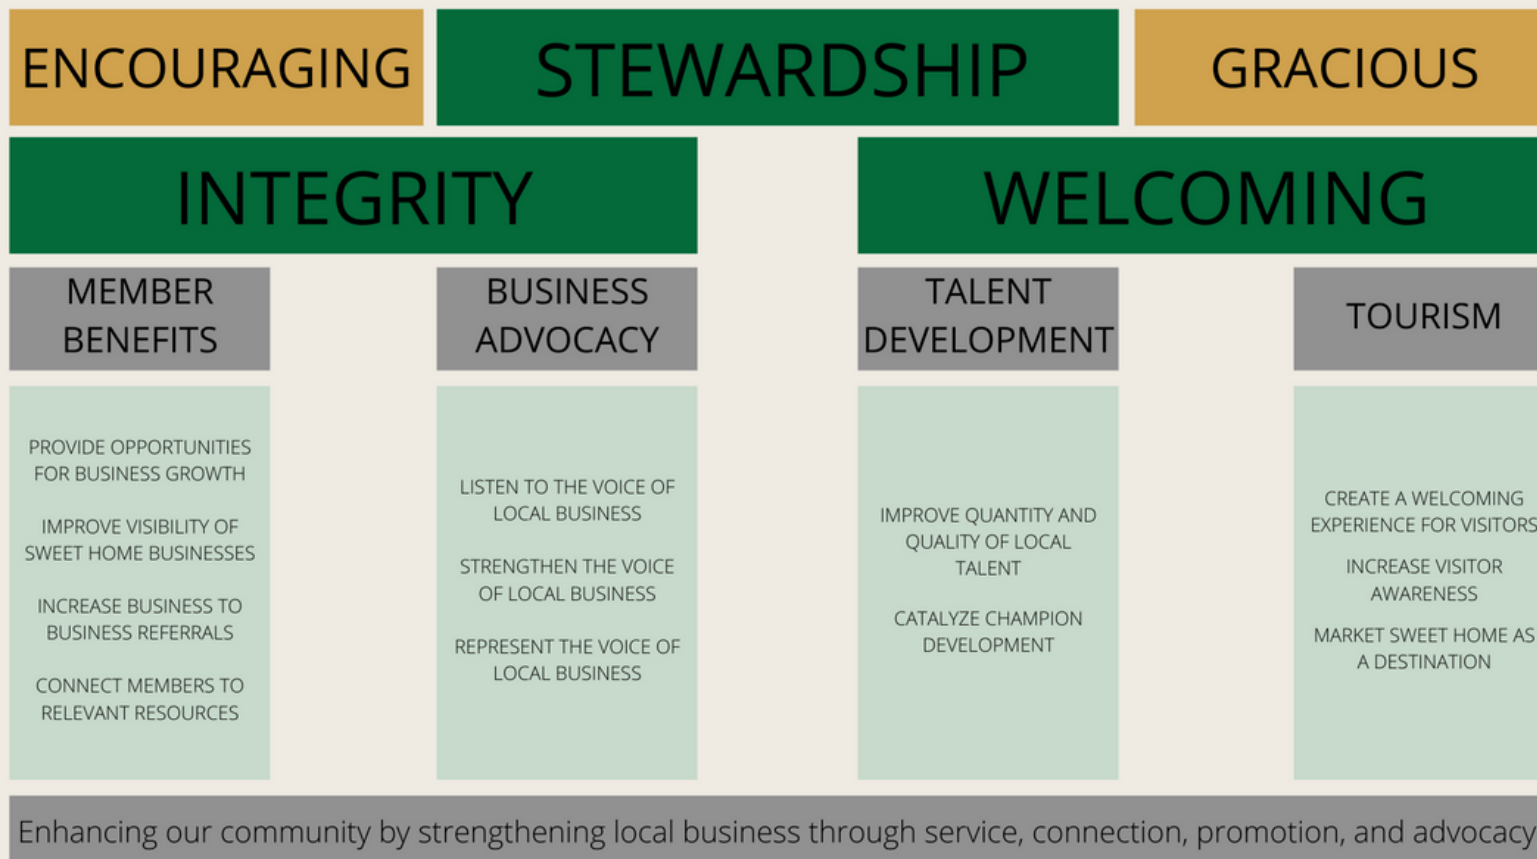 ENCOURAGING
STEWARDSHIP
GRACIOUS
INTEGRITY
WELCOMING
MEMBER
BENEFITS
BUSINESS
ADVOCACY
TALENT
DEVELOPMENT
TOURISM
PROVIDE OPPORTUNITIES
FOR BUSINESS GROWTH
IMPROVE VISIBILITY OF
SWEET HOME BUSINESSES
INCREASE BUSINESS TO
BUSINESS REFERRALS
CONNECT MEMBERS TO
RELEVANT RESOURCES
LISTEN TO THE VOICE OF
LOCAL BUSINESS
STRENGTHEN THE VOICE
OF LOCAL BUSINESS
REPRESENT THE VOICE OF
LOCAL BUSINESS
IMPROVE QUANTITY AND
QUALITY OF LOCAL
TALENT
CATALYZE CHAMPION
DEVELOPMENT
CREATE A WELCOMING
EXPERIENCE FOR VISITORS
INCREASE VISITOR
AWARENESS
MARKET SWEET HOME AS
A DESTINATION
Enhancing our community by strengthening local business through service, connection, promotion, and advocacy